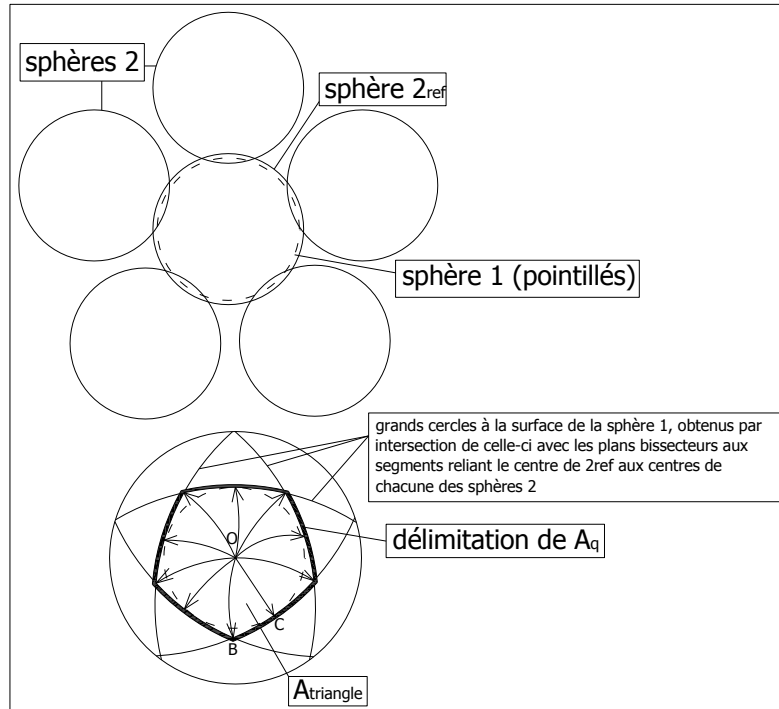 sphères 2
sphère 2ref
sphère 1 (pointillés)
grands cercles à la surface de la sphère 1, obtenus par
intersection de celle-ci avec les plans bissecteurs aux
segments reliant le centre de 2ref aux centres de
chacune des sphères 2
délimitation de Aq
O
C
B
Atriangle